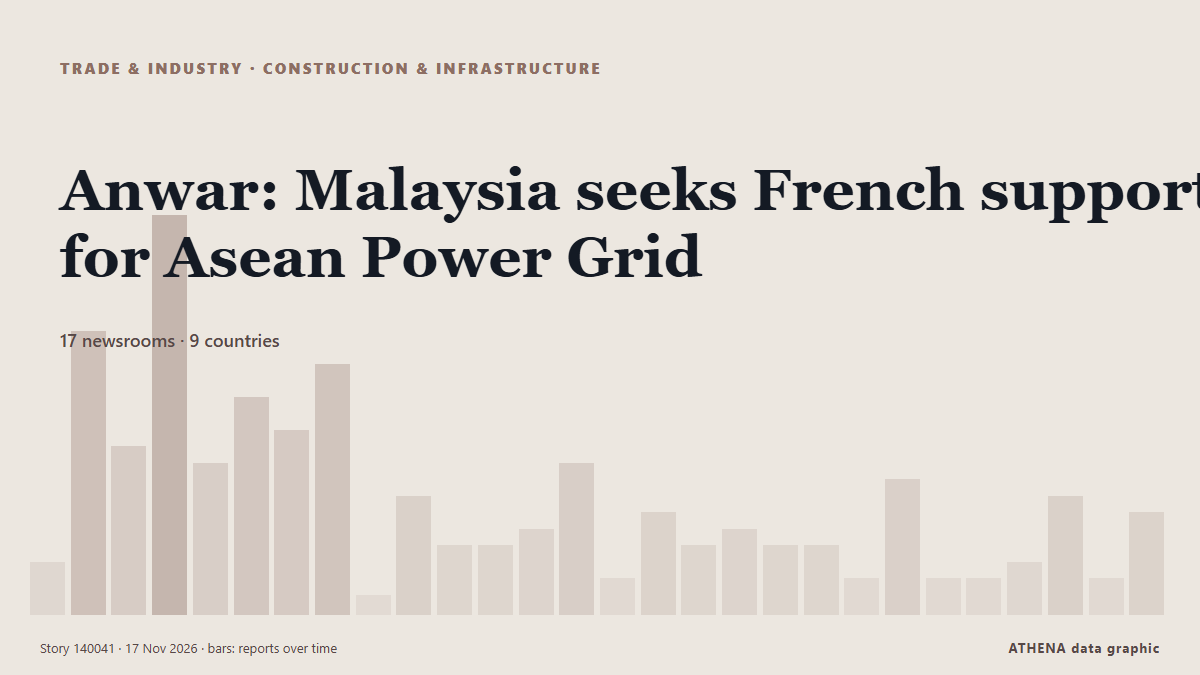 TRADE & INDUSTRY · CONSTRUCTION & INFRASTRUCTURE
Anwar: Malaysia seeks French support
for Asean Power Grid
17 newsrooms · 9 countries
Story 140041 · 17 Nov 2026 · bars: reports over time
ATHENA data graphic